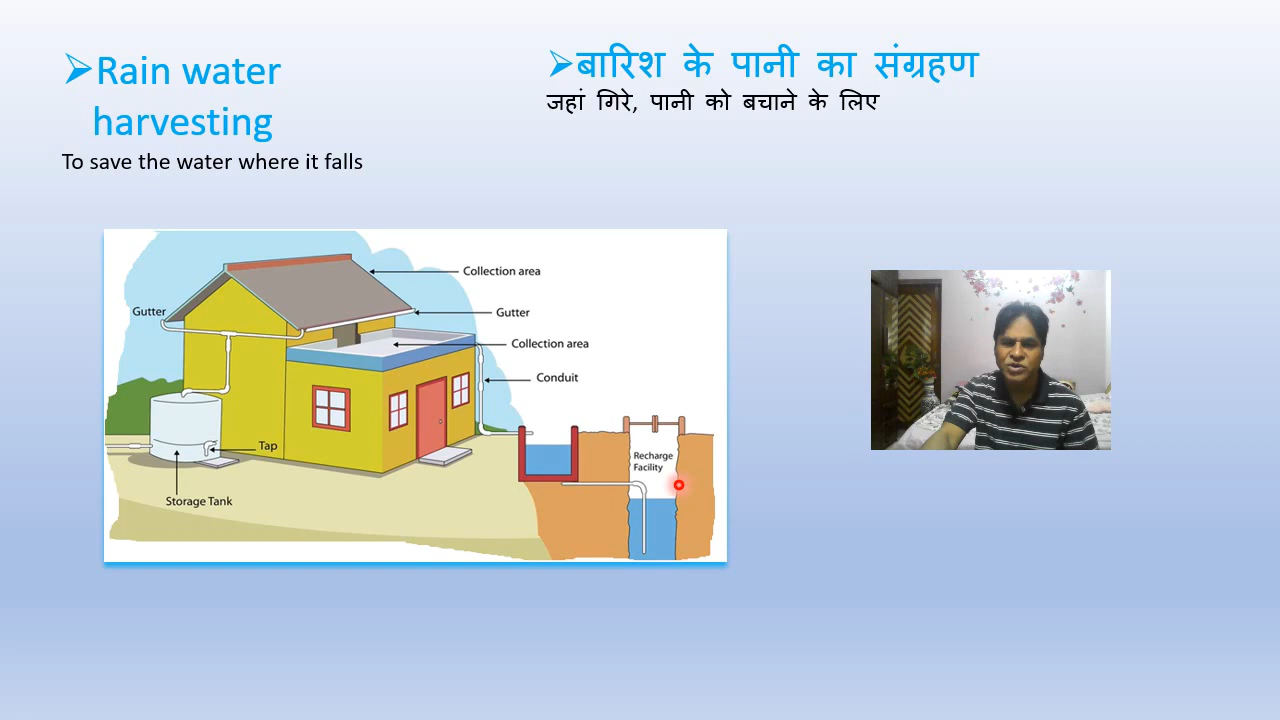 ➢Rain water
harvesting
To save the water where it falls
➢बारिश के पानी का संग्रहण
जहां गिरे, पानी को बचाने के लिए
Collection area
Gutter
Gutter
Collection area
Conduit
Tap
Recharge
Facility
Storage Tank